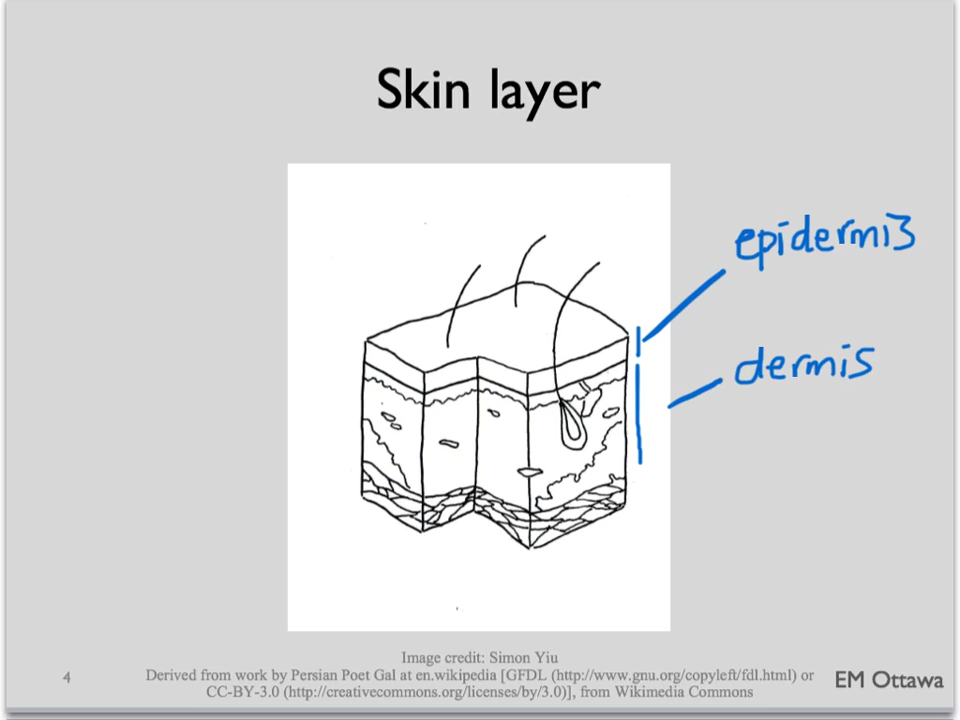 Skin layer
epidermis
dermis
Image credit: Simon Yiu
Derived from work by Persian Poet Gal at en.wikipedia [GFDL (http://www.gnu.org/copyleft/fdl.html) or
CC-BY-3.0 (http://creativecommons.org/licenses/by/3.0)], from Wikimedia Commons
4
EM Ottawa